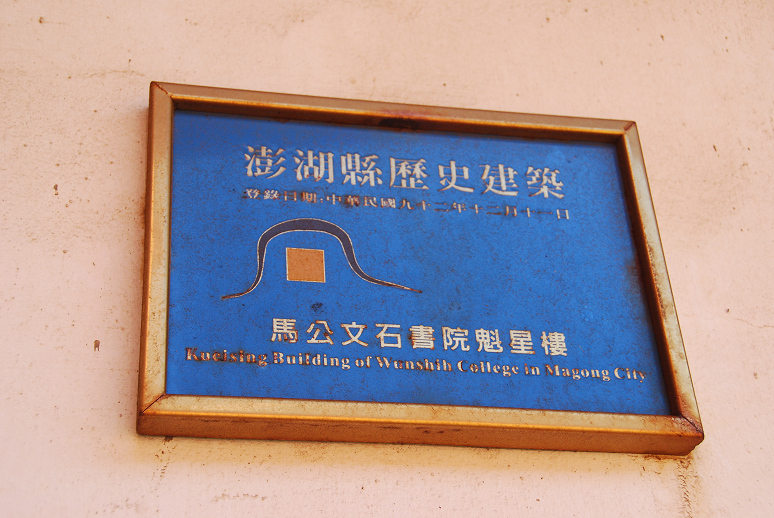 澎湖縣歷史建築
登錄日期:中華民國九十二年十二月十一日
馬公文石書院魁星樓
Kueising Building of Wunshih College in Magong City